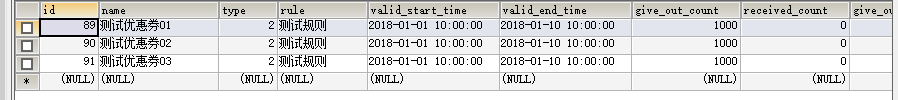 id name type rule valid_start_time valid_end_time give_out_count received_count give_ou
89 测试优惠券01 2 测试规则 2018-01-01 10:00:00 2018-01-10 10:00:00 1000 0
90 测试优惠券02 2 测试规则 2018-01-01 10:00:00 2018-01-10 10:00:00 1000 0
91 测试优惠券03 2 测试规则 2018-01-01 10:00:00 2018-01-10 10:00:00 1000 0
* (NULL) (NULL) (NULL) (NULL) (NULL) (NULL) (NULL) (NULL)